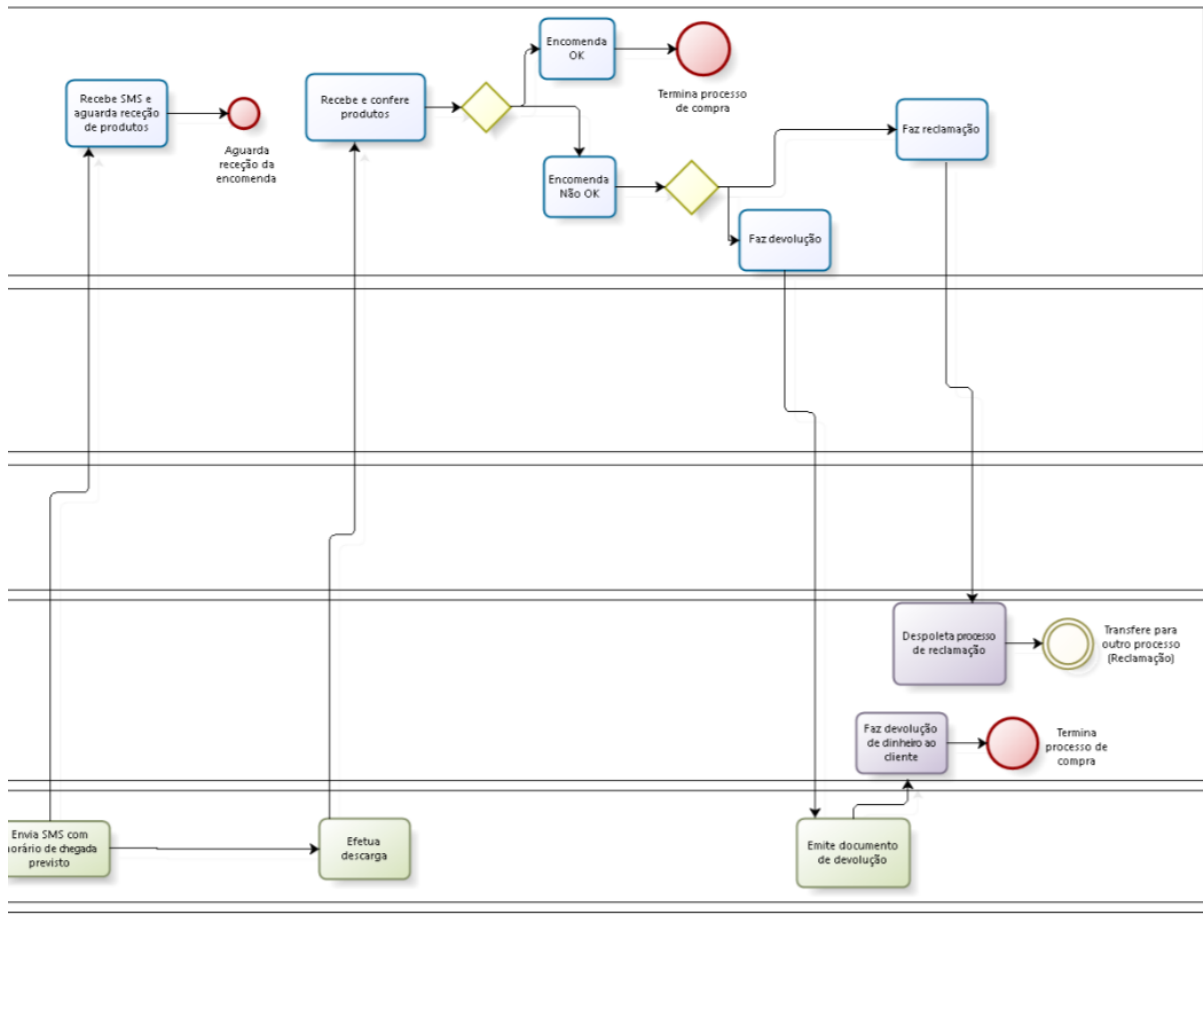 Encomenda
OK
Termina processo
de compra
Recebe SMS e
aguarda receção
de produtos
Aguarda
receção da
encomenda
Recebe e confere
produtos
Encomenda
Não OK
Faz reclamação
Faz devolução
Despoleta processo
de reclamação
Transfere para
outro processo
(Reclamação)
Faz devolução
de dinheiro ao
cliente
Termina
processo de
compra
Envia SMS com
horário de chegada
previsto
Efetua
descarga
Emite documento
de devolução